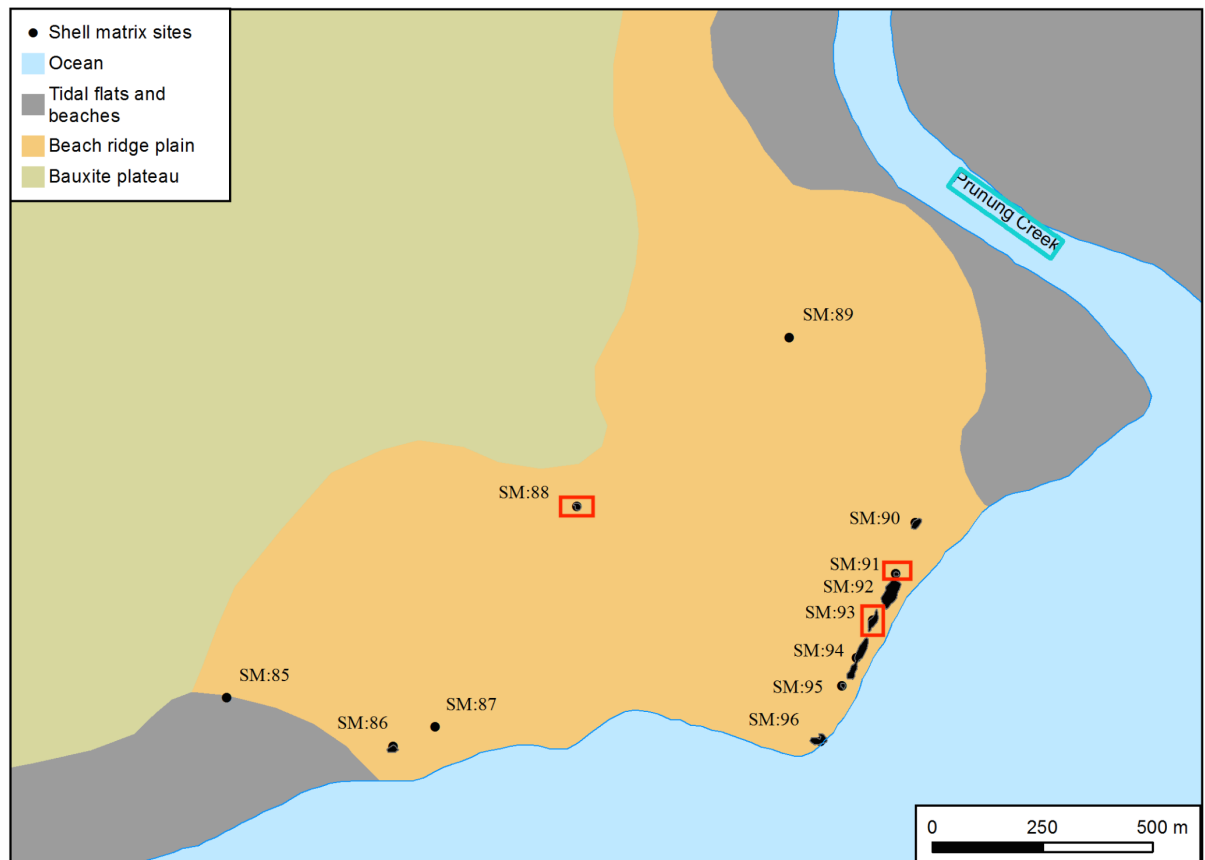 Shell matrix sites
Ocean
Tidal flats and
beaches
Beach ridge plain
Bauxite plateau
Prunung Creek
SM:89
SM:88
SM:90
SM:91
SM:92
SM:93
SM:94
SM:95
SM:85
SM:87
SM:86
SM:96
0 250 500 m